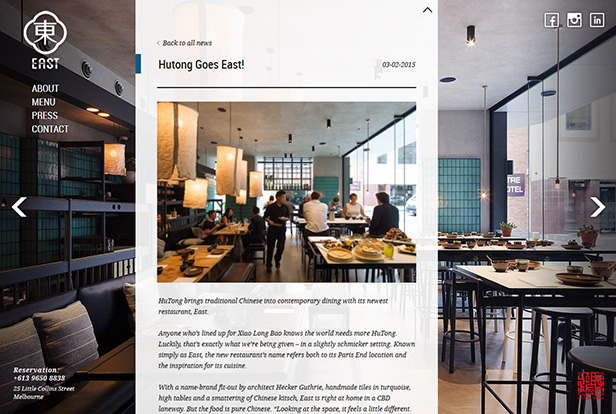 東
EAST
ABOUT
MENU
PRESS
CONTACT
Reservation:
+613 9650 8838
25 Little Collins Street
Melbourne
Back to all news
Hutong Goes East!
03-02-2015
HuTong brings traditional Chinese into contemporary dining with its newest
restaurant, East.
Anyone who's lined up for Xiao Long Bao knows the world needs more HuTong.
Luckily, that's exactly what we're being given – in a slightly schmicker setting. Known
simply as East, the new restaurant's name refers both to its Paris End location and
the inspiration for its cuisine.
With a name-brand fit-out by architect Hecker Guthrie, handmade tiles in turquoise,
high tables and a smattering of Chinese kitsch, East is right at home in a CBD
laneway. But the food is pure Chinese. "Looking at the space, it feels a little different.
f
in
TRE
OTEL